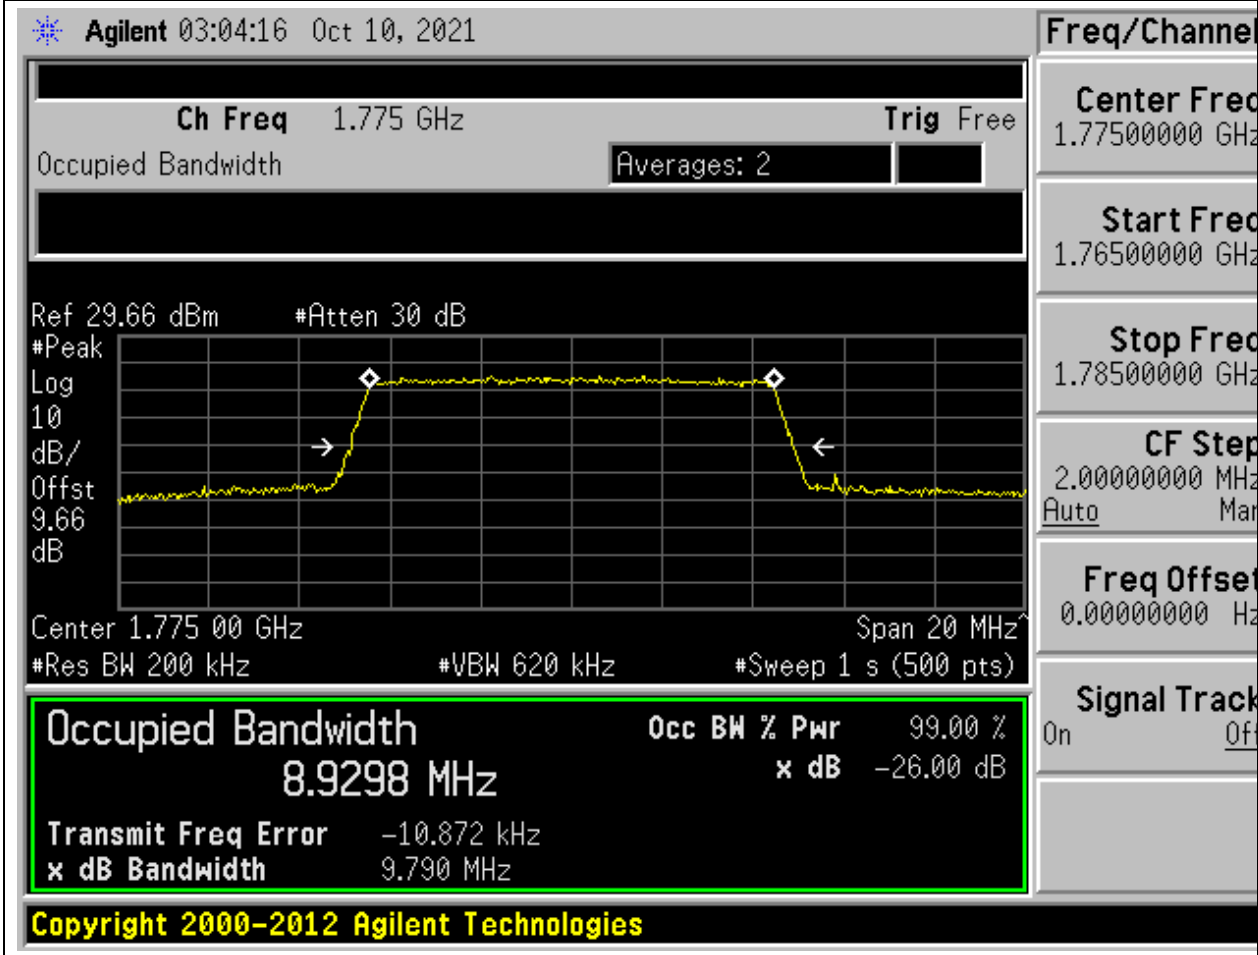 Agilent 03:04:16 Oct 10, 2021
Freq/Channel
Ch Freq 1.775 GHz
Trig Free
Occupied Bandwidth
Averages: 2
Center Freq
1.77500000 GHz
Start Freq
1.76500000 GHz
Stop Freq
1.78500000 GHz
CF Step
2.00000000 MHz
Auto Man
Freq Offset
0.00000000 Hz
Signal Track
On Off
Ref 29.66 dBm #Atten 30 dB
#Peak
Log
10
dB/
Offst
9.66
dB
Center 1.775 00 GHz Span 20 MHz^
#Res BW 200 kHz #VBW 620 kHz #Sweep 1 s (500 pts)
Occupied Bandwidth
8.9298 MHz
Occ BW % Pwr 99.00 %
x dB -26.00 dB
Transmit Freq Error -10.872 kHz
x dB Bandwidth 9.790 MHz
Copyright 2000-2012 Agilent Technologies